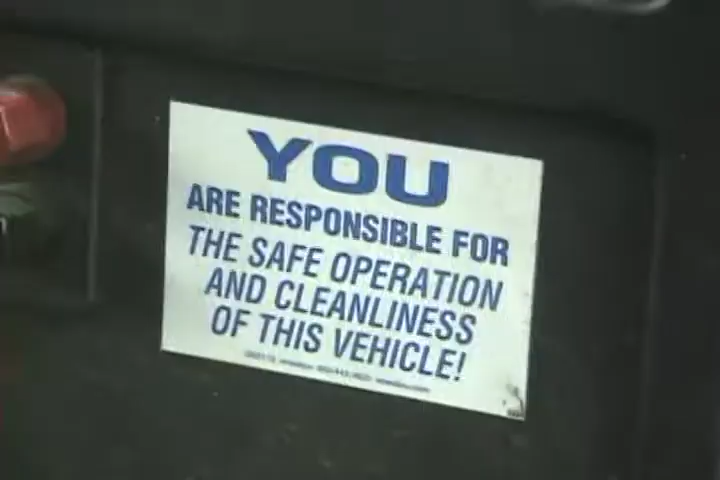 YOU
ARE RESPONSIBLE FOR
THE SAFE OPERATION
AND CLEANLINESS
OF THIS VEHICLE!